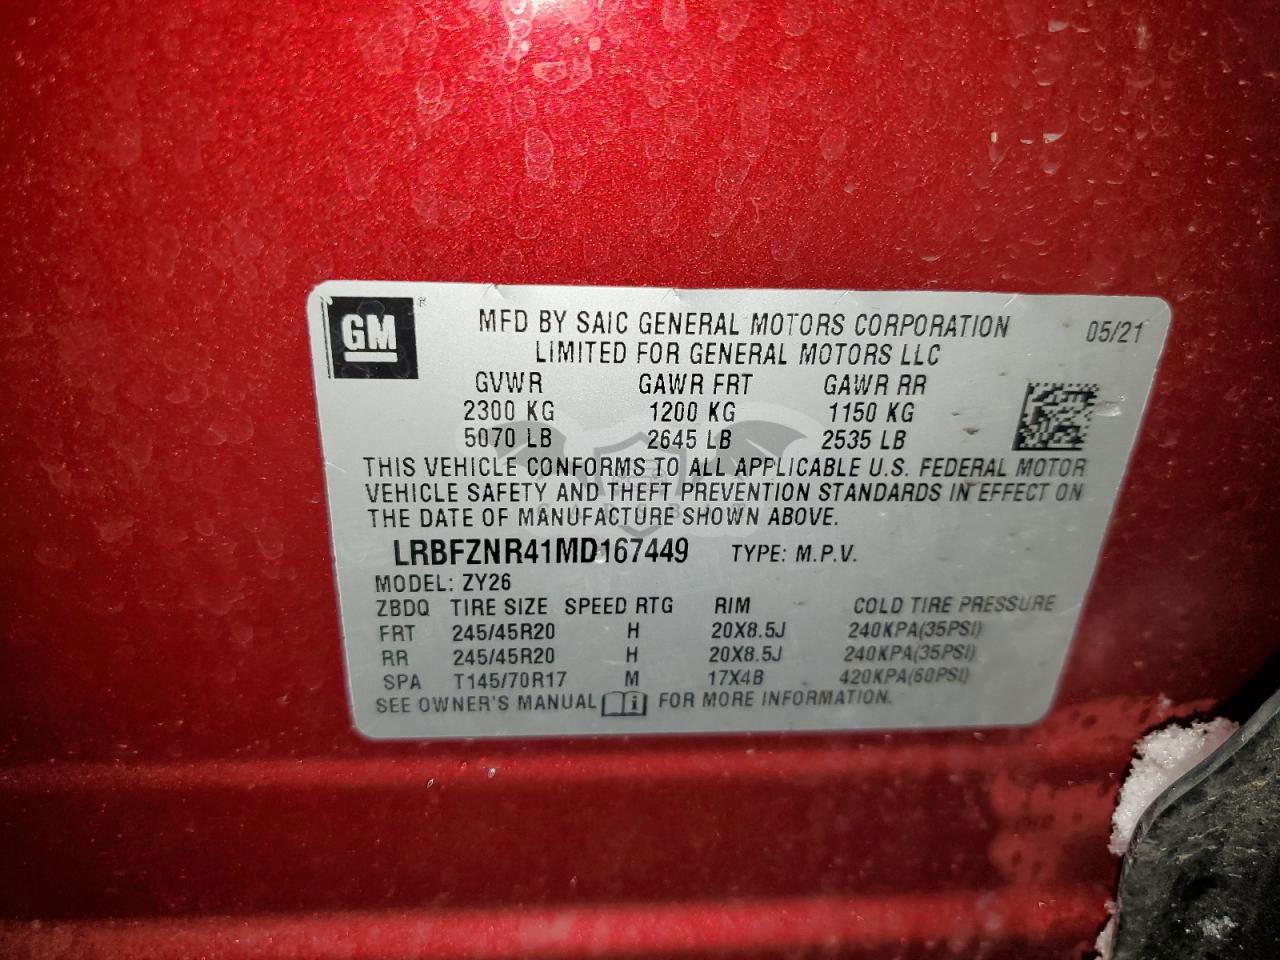 GM
MFD BY SAIC GENERAL MOTORS CORPORATION 05/21
LIMITED FOR GENERAL MOTORS LLC
GVWR GAWR FRT GAWR RR
2300 KG 1200 KG 1150 KG
5070 LB 2645 LB 2535 LB
THIS VEHICLE CONFORMS TO ALL APPLICABLE U.S. FEDERAL MOTOR
VEHICLE SAFETY AND THEFT PREVENTION STANDARDS IN EFFECT ON
THE DATE OF MANUFACTURE SHOWN ABOVE.
LRBFZNR41MD167449 TYPE: M.P.V.
MODEL: ZY26
ZBDQ TIRE SIZE SPEED RTG RIM COLD TIRE PRESSURE
FRT 245/45R20 H 20X8.5J 240KPA(35PSI)
RR 245/45R20 H 20X8.5J 240KPA(35PSI)
SPA T145/70R17 M 17X4B 420KPA(60PSI)
SEE OWNER'S MANUAL FOR MORE INFORMATION.